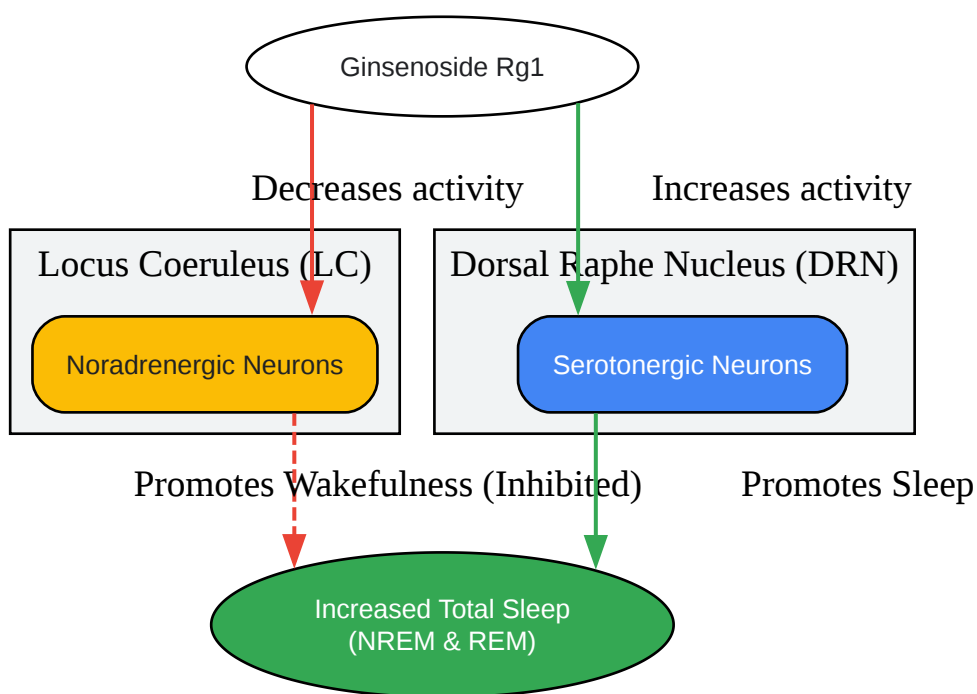 Ginsenoside Rg1
Decreases activity
Increases activity
Locus Coeruleus (LC)
Dorsal Raphe Nucleus (DRN)
Noradrenergic Neurons
Serotonergic Neurons
Promotes Wakefulness (Inhibited)
Promotes Sleep
Increased Total Sleep
(NREM & REM)